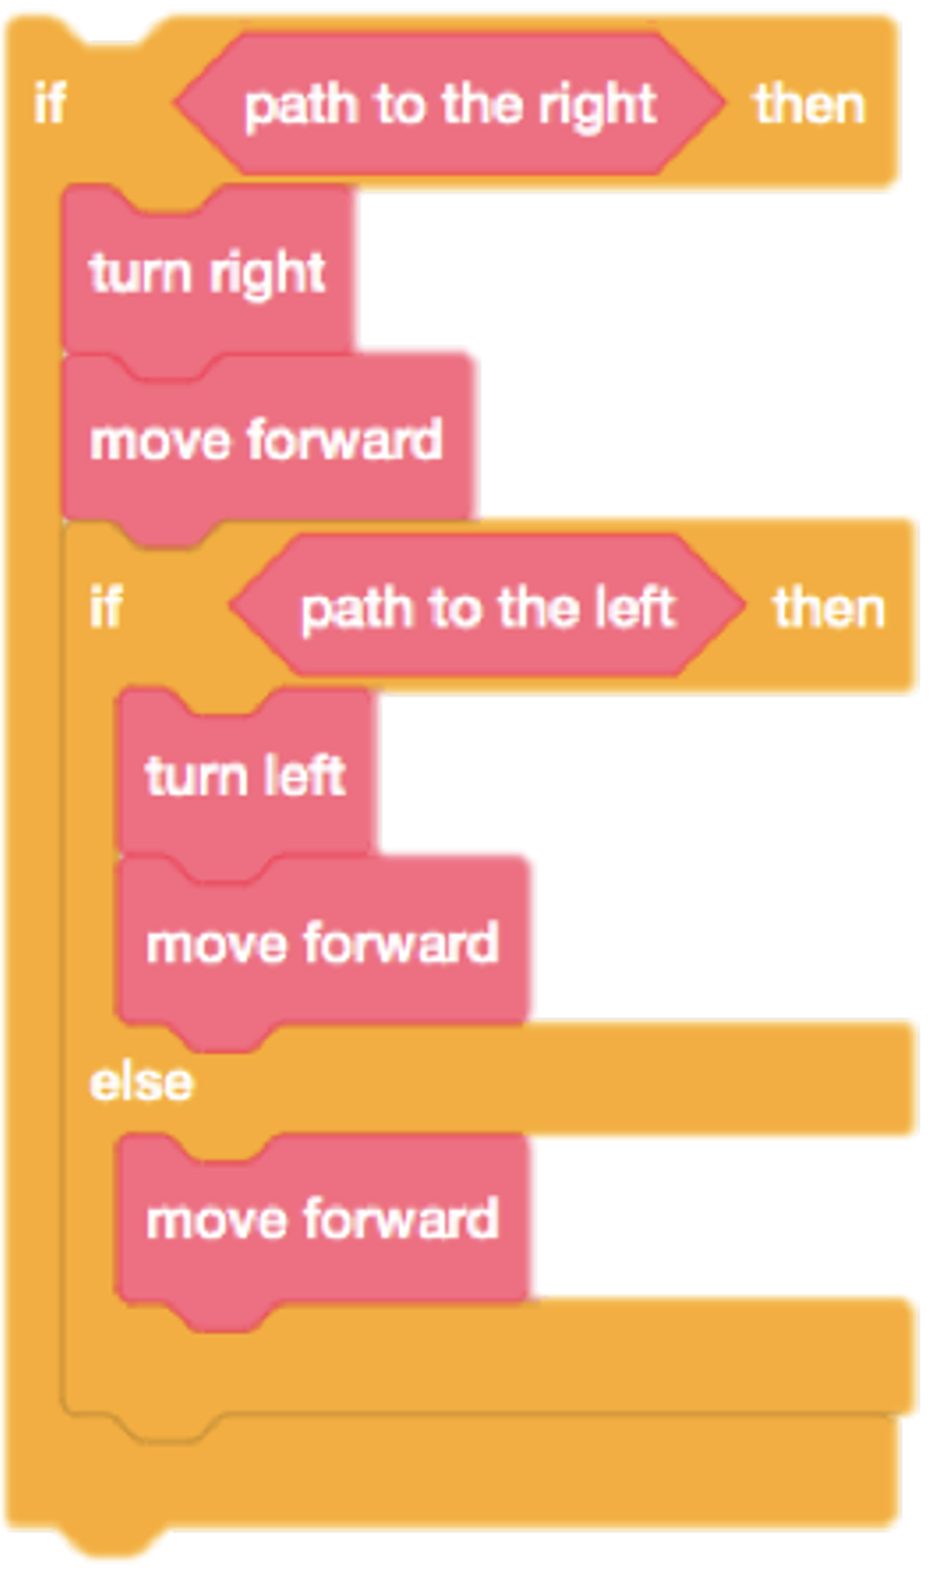 if path to the right then
turn right
move forward
if path to the left then
turn left
move forward
else
move forward